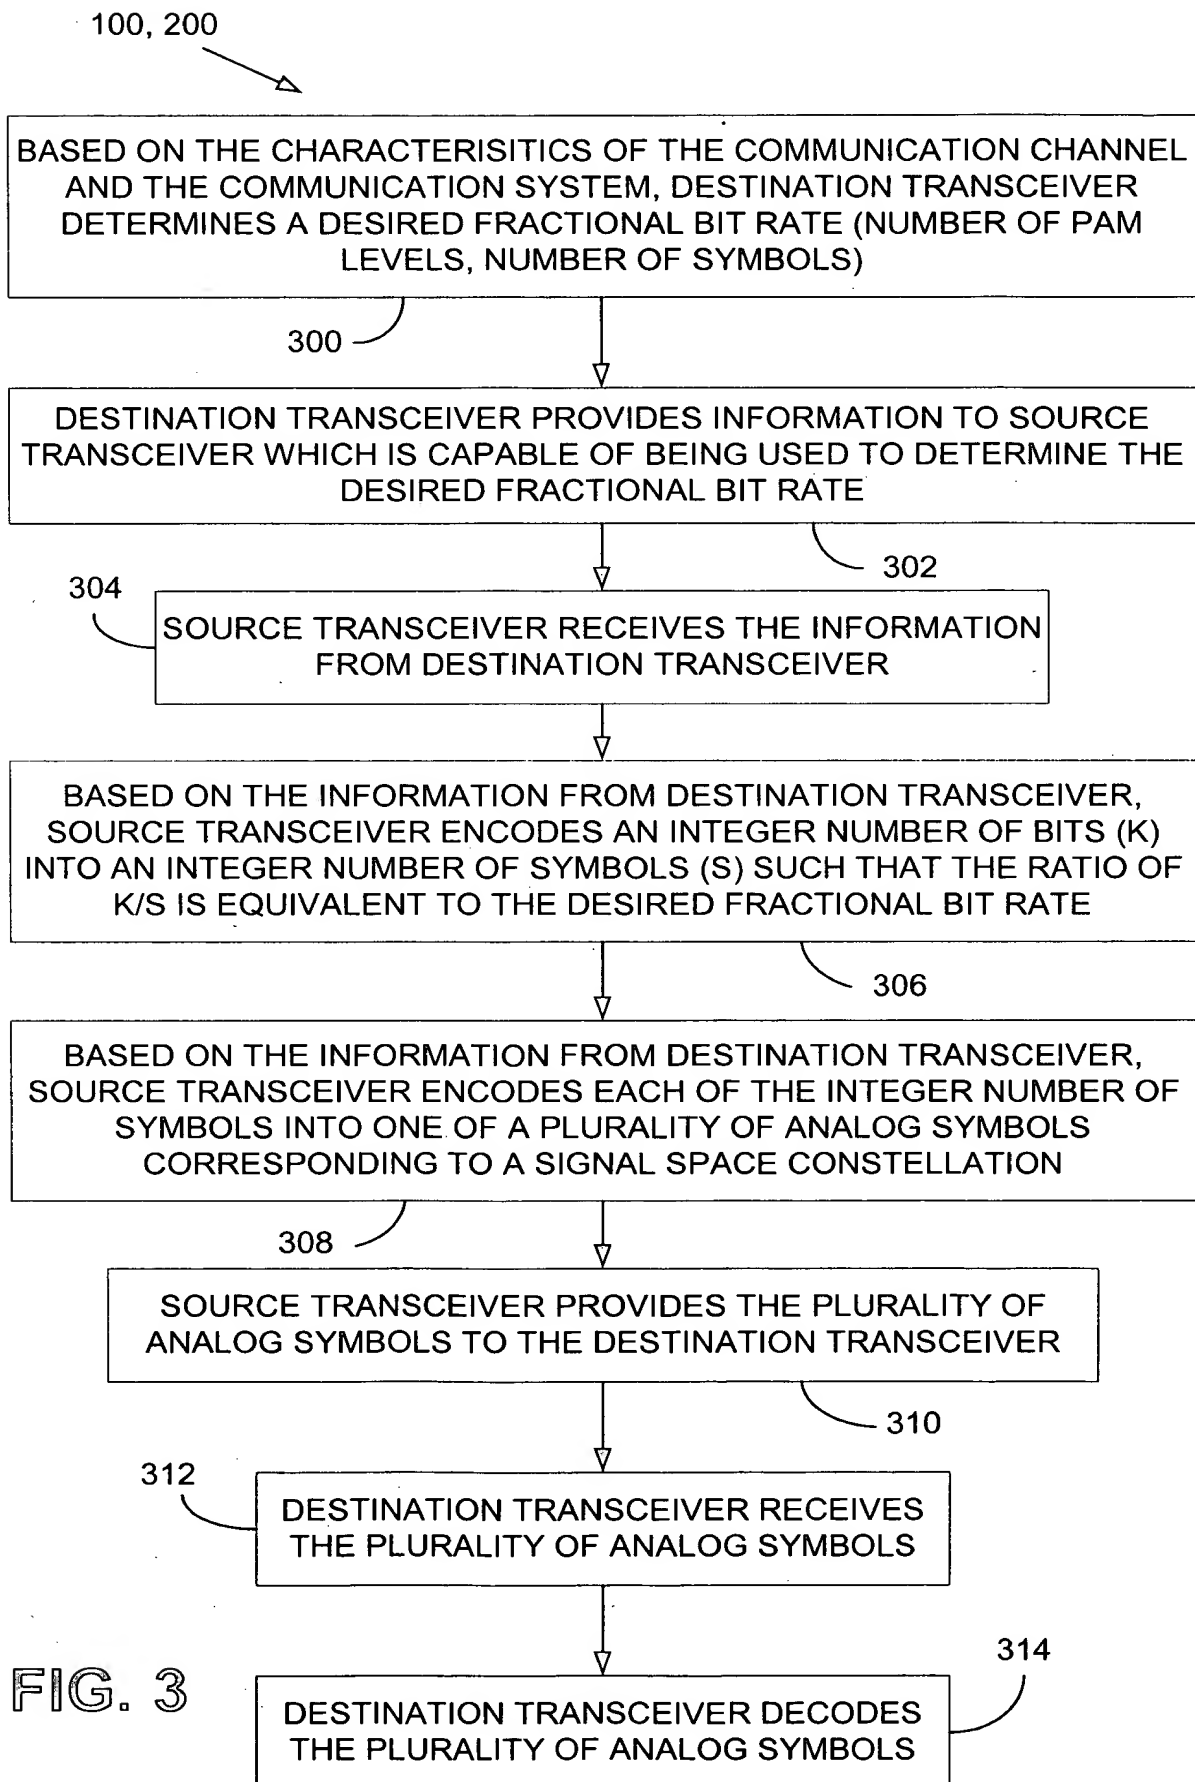 100, 200
BASED ON THE CHARACTERISITICS OF THE COMMUNICATION CHANNEL
AND THE COMMUNICATION SYSTEM, DESTINATION TRANSCEIVER
DETERMINES A DESIRED FRACTIONAL BIT RATE (NUMBER OF PAM
LEVELS, NUMBER OF SYMBOLS)
300
DESTINATION TRANSCEIVER PROVIDES INFORMATION TO SOURCE
TRANSCEIVER WHICH IS CAPABLE OF BEING USED TO DETERMINE THE
DESIRED FRACTIONAL BIT RATE
302
304
SOURCE TRANSCEIVER RECEIVES THE INFORMATION
FROM DESTINATION TRANSCEIVER
BASED ON THE INFORMATION FROM DESTINATION TRANSCEIVER,
SOURCE TRANSCEIVER ENCODES AN INTEGER NUMBER OF BITS (K)
INTO AN INTEGER NUMBER OF SYMBOLS (S) SUCH THAT THE RATIO OF
K/S IS EQUIVALENT TO THE DESIRED FRACTIONAL BIT RATE
306
BASED ON THE INFORMATION FROM DESTINATION TRANSCEIVER,
SOURCE TRANSCEIVER ENCODES EACH OF THE INTEGER NUMBER OF
SYMBOLS INTO ONE OF A PLURALITY OF ANALOG SYMBOLS
CORRESPONDING TO A SIGNAL SPACE CONSTELLATION
308
SOURCE TRANSCEIVER PROVIDES THE PLURALITY OF
ANALOG SYMBOLS TO THE DESTINATION TRANSCEIVER
310
312
DESTINATION TRANSCEIVER RECEIVES
THE PLURALITY OF ANALOG SYMBOLS
314
DESTINATION TRANSCEIVER DECODES
THE PLURALITY OF ANALOG SYMBOLS
FIG. 3